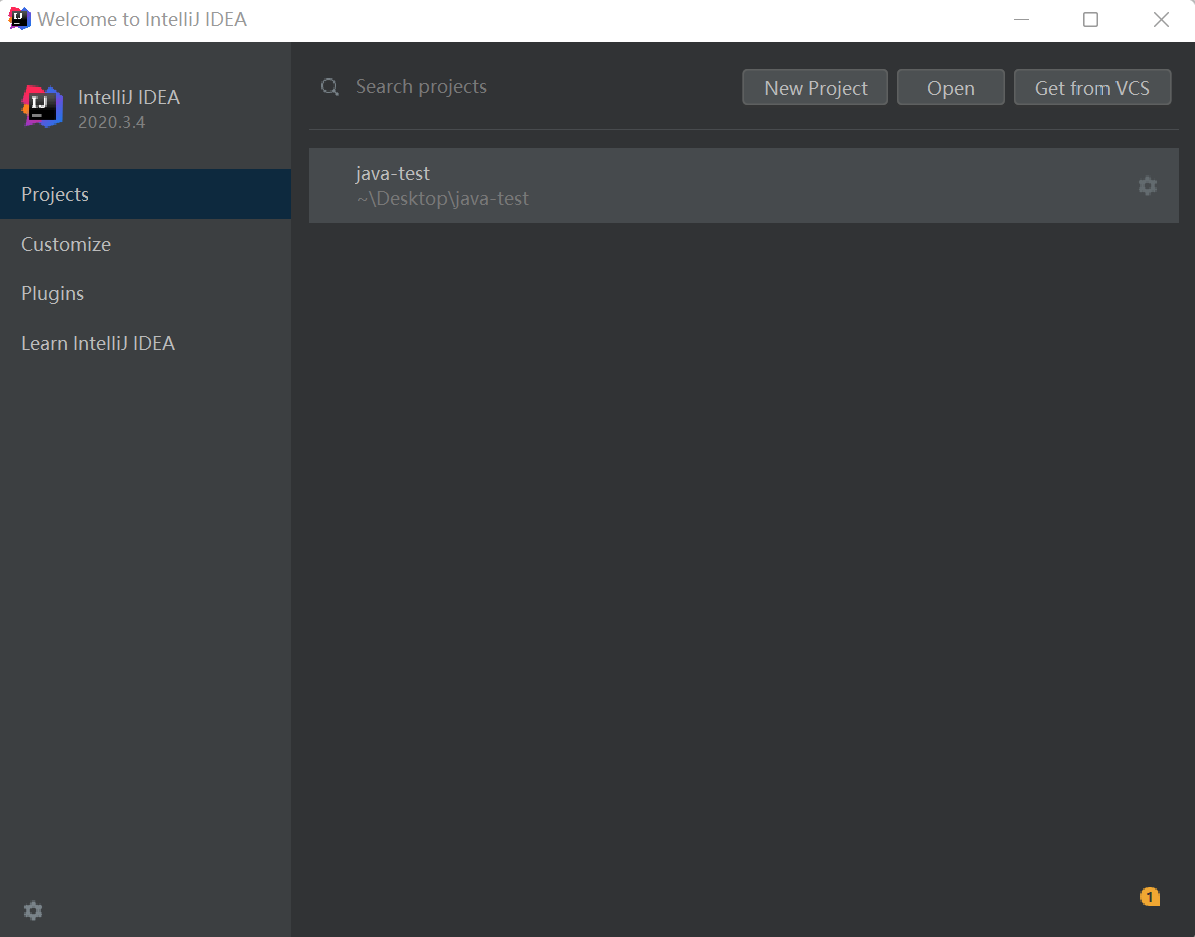 Welcome to IntelliJ IDEA
IJ
IntelliJ IDEA
2020.3.4
Search projects
New Project
Open
Get from VCS
Projects
Customize
Plugins
Learn IntelliJ IDEA
java-test
~\Desktop\java-test
1